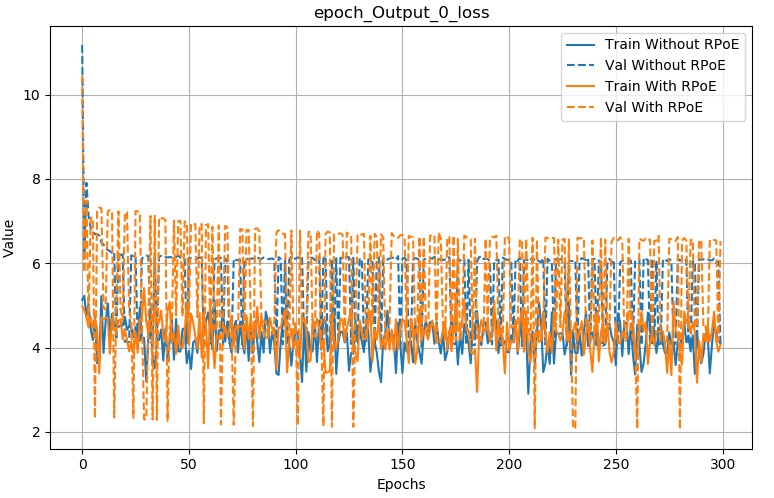 epoch_Output_0_loss
Train Without RPoE
Val Without RPoE
Train With RPoE
Val With RPoE
Value
10
8
6
4
2
0
50
100
150
200
250
300
Epochs